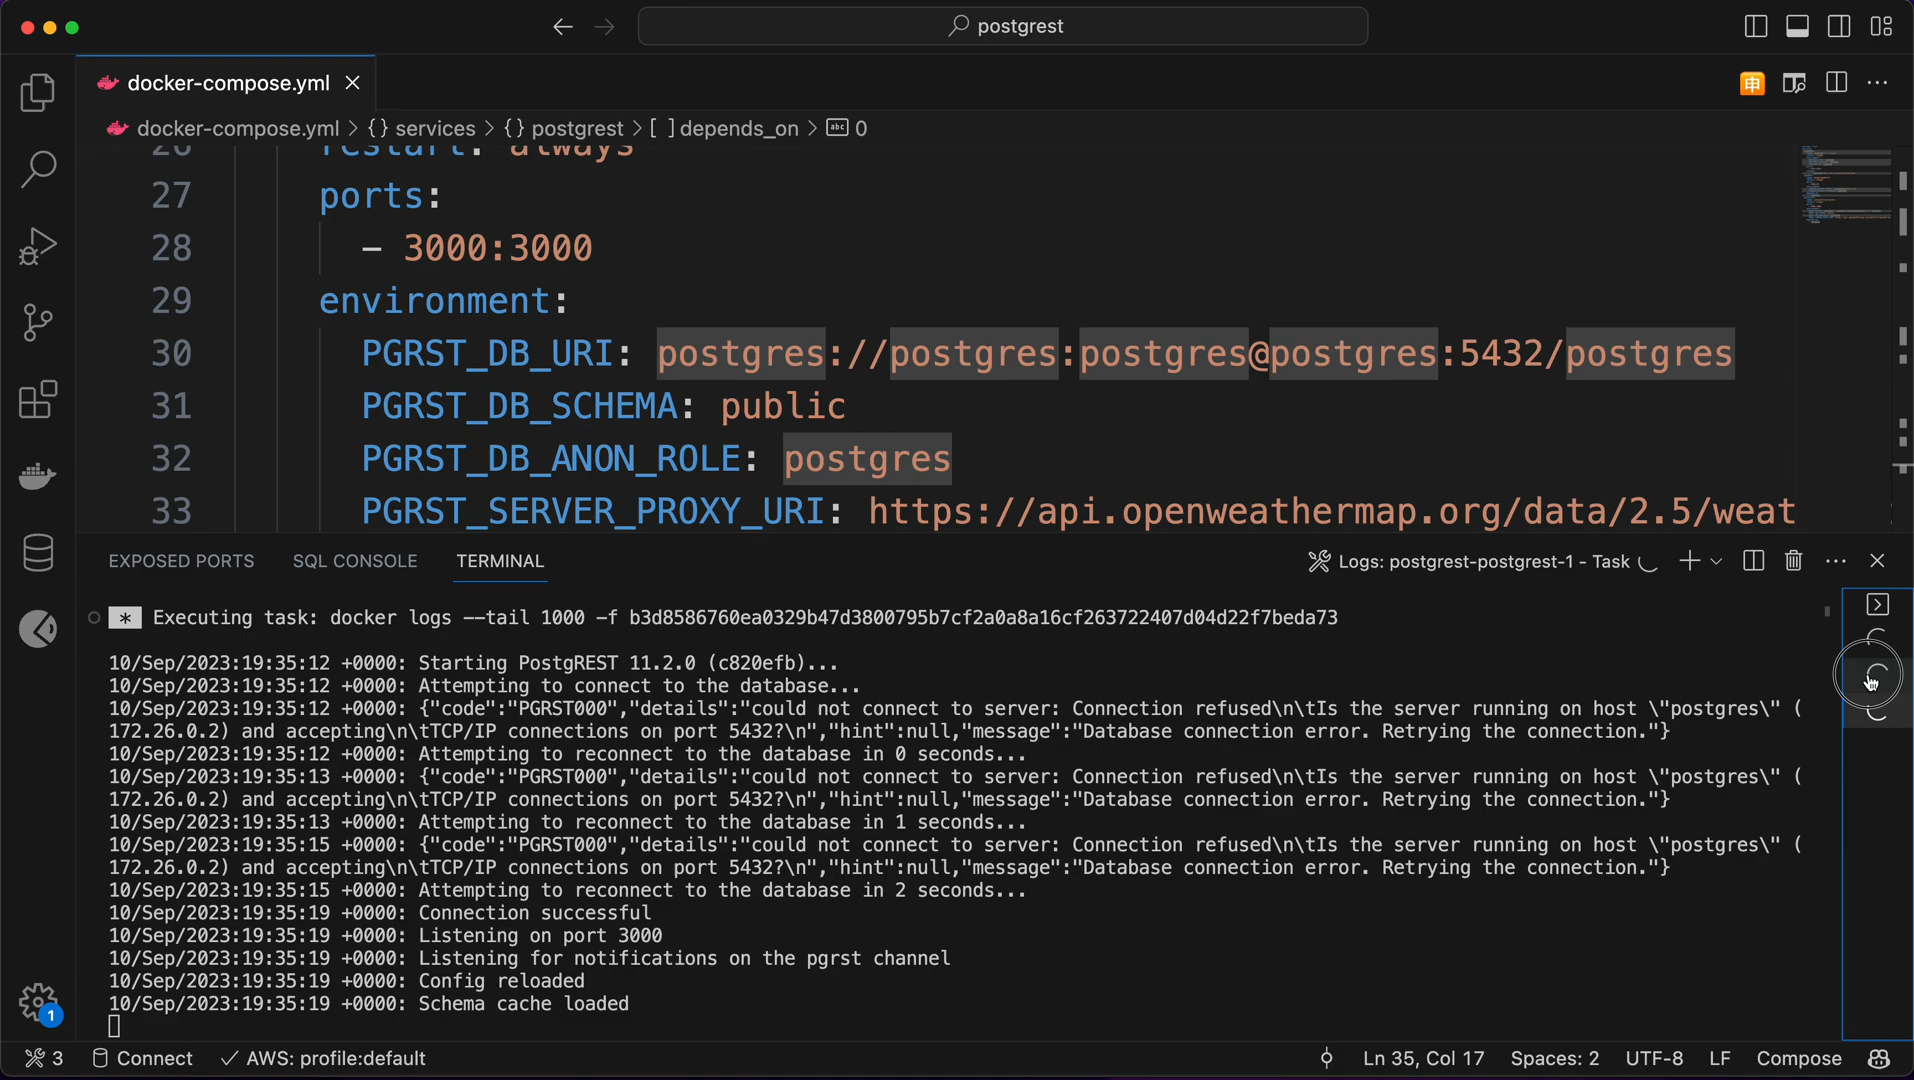 postgrest
docker-compose.yml
申
docker-compose.yml > {} services > {} postgrest > [ ] depends_on > abc 0
26 restart: always
27 ports:
28 - 3000:3000
29 environment:
30 PGRST_DB_URI: postgres://postgres:postgres@postgres:5432/postgres
31 PGRST_DB_SCHEMA: public
32 PGRST_DB_ANON_ROLE: postgres
33 PGRST_SERVER_PROXY_URI: https://api.openweathermap.org/data/2.5/weat
EXPOSED PORTS SQL CONSOLE TERMINAL Logs: postgrest-postgrest-1 - Task
* Executing task: docker logs --tail 1000 -f b3d8586760ea0329b47d3800795b7cf2a0a8a16cf263722407d04d22f7beda73
10/Sep/2023:19:35:12 +0000: Starting PostgREST 11.2.0 (c820efb)...
10/Sep/2023:19:35:12 +0000: Attempting to connect to the database...
10/Sep/2023:19:35:12 +0000: {"code":"PGRST000","details":"could not connect to server: Connection refused\n\tIs the server running on host \"postgres\" (
172.26.0.2) and accepting\n\tTCP/IP connections on port 5432?\n","hint":null,"message":"Database connection error. Retrying the connection."}
10/Sep/2023:19:35:12 +0000: Attempting to reconnect to the database in 0 seconds...
10/Sep/2023:19:35:13 +0000: {"code":"PGRST000","details":"could not connect to server: Connection refused\n\tIs the server running on host \"postgres\" (
172.26.0.2) and accepting\n\tTCP/IP connections on port 5432?\n","hint":null,"message":"Database connection error. Retrying the connection."}
10/Sep/2023:19:35:13 +0000: Attempting to reconnect to the database in 1 seconds...
10/Sep/2023:19:35:15 +0000: {"code":"PGRST000","details":"could not connect to server: Connection refused\n\tIs the server running on host \"postgres\" (
172.26.0.2) and accepting\n\tTCP/IP connections on port 5432?\n","hint":null,"message":"Database connection error. Retrying the connection."}
10/Sep/2023:19:35:15 +0000: Attempting to reconnect to the database in 2 seconds...
10/Sep/2023:19:35:19 +0000: Connection successful
10/Sep/2023:19:35:19 +0000: Listening on port 3000
10/Sep/2023:19:35:19 +0000: Listening for notifications on the pgrst channel
10/Sep/2023:19:35:19 +0000: Config reloaded
10/Sep/2023:19:35:19 +0000: Schema cache loaded
1
3 Connect AWS: profile:default Ln 35, Col 17 Spaces: 2 UTF-8 LF Compose